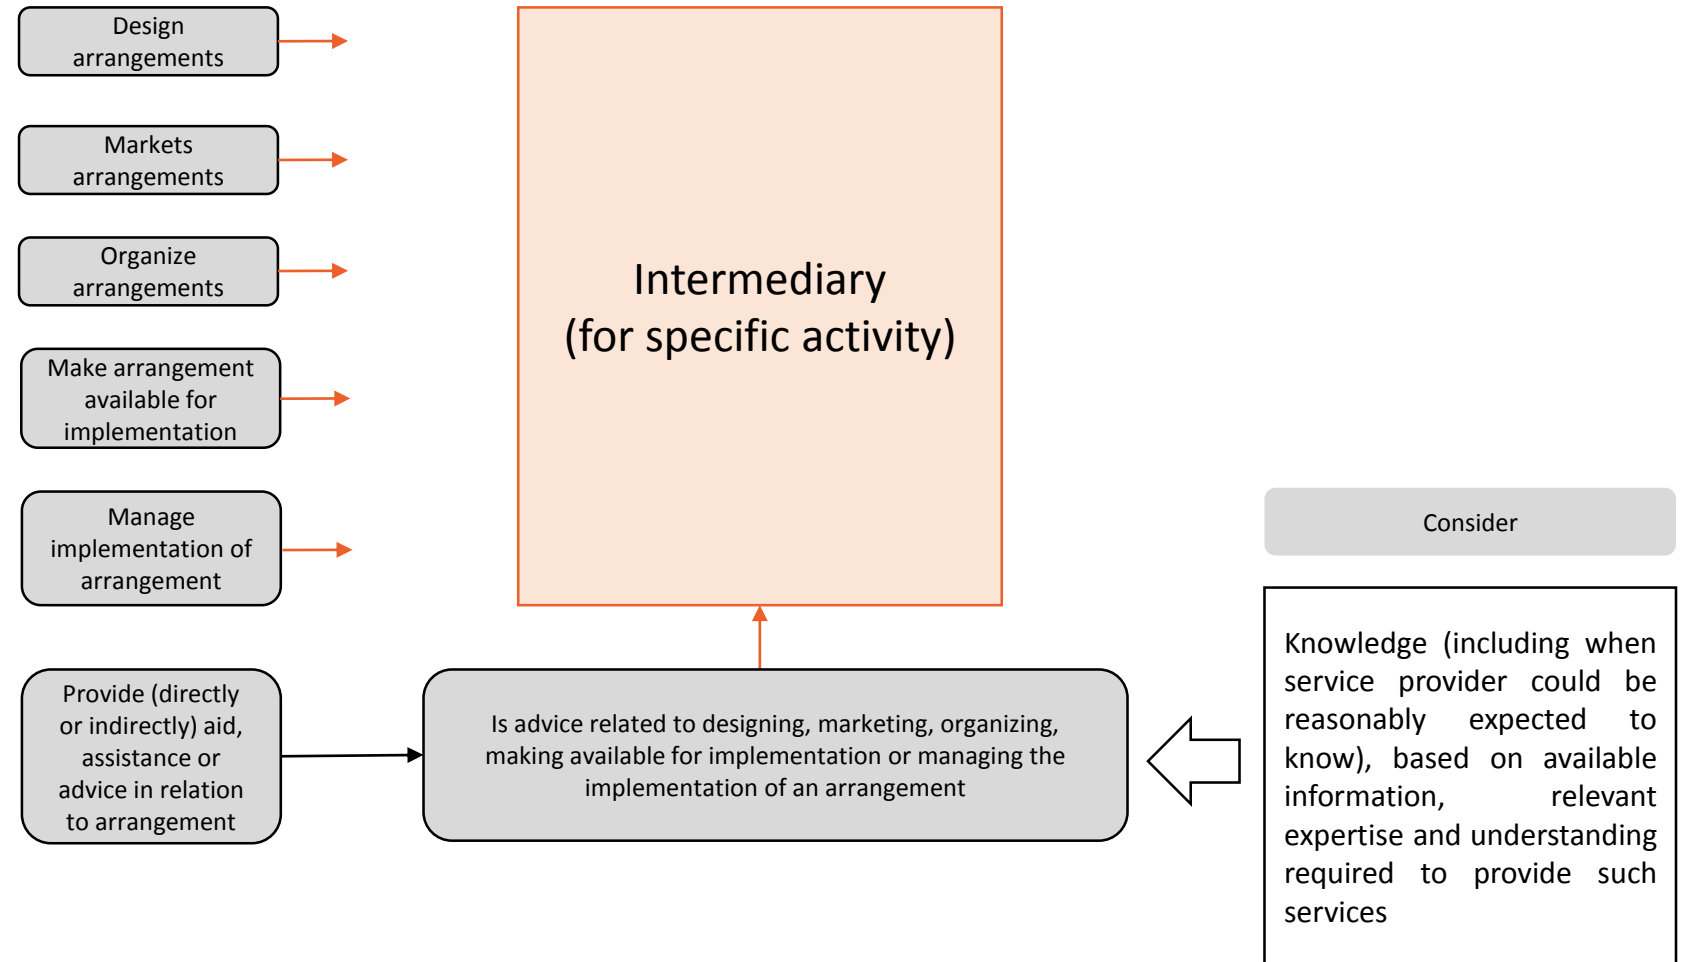 Design
arrangements
Markets
arrangements
Organize
arrangements
Make arrangement
available for
implementation
Manage
implementation of
arrangement
Provide (directly
or indirectly) aid,
assistance or
advice in relation
to arrangement
Intermediary
(for specific activity)
Is advice related to designing, marketing, organizing,
making available for implementation or managing the
implementation of an arrangement
Consider
Knowledge (including when
service provider could be
reasonably expected to
know), based on available
information, relevant
expertise and understanding
required to provide such
services